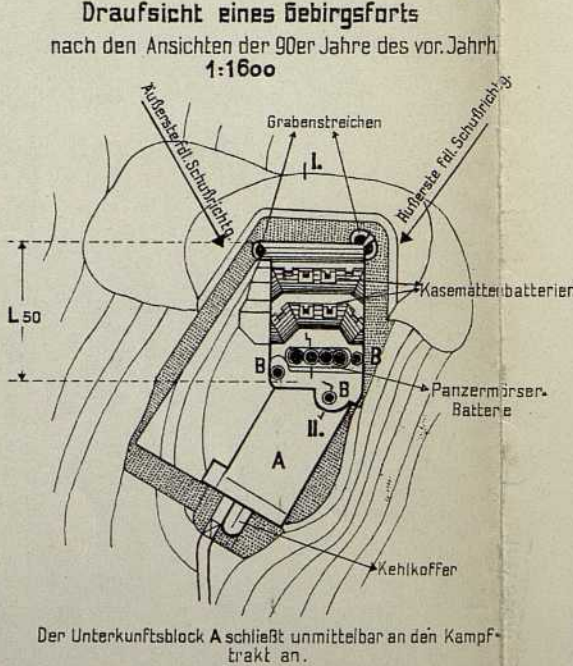 Draufsicht eines Gebirgsforts
nach den Ansichten der 90er Jahre des vor. Jahrh
1:1600
Äußerste fdl. Schußrichtg.
Grabenstreichen
Äußerste fdl. Schußrichtg.
I.
L 50
Kasemattenbatterien
B
B
B
Panzermörser-
Batterie
II.
A
Kehlkoffer
Der Unterkunftsblock A schließt unmittelbar an den Kampf-
trakt an.